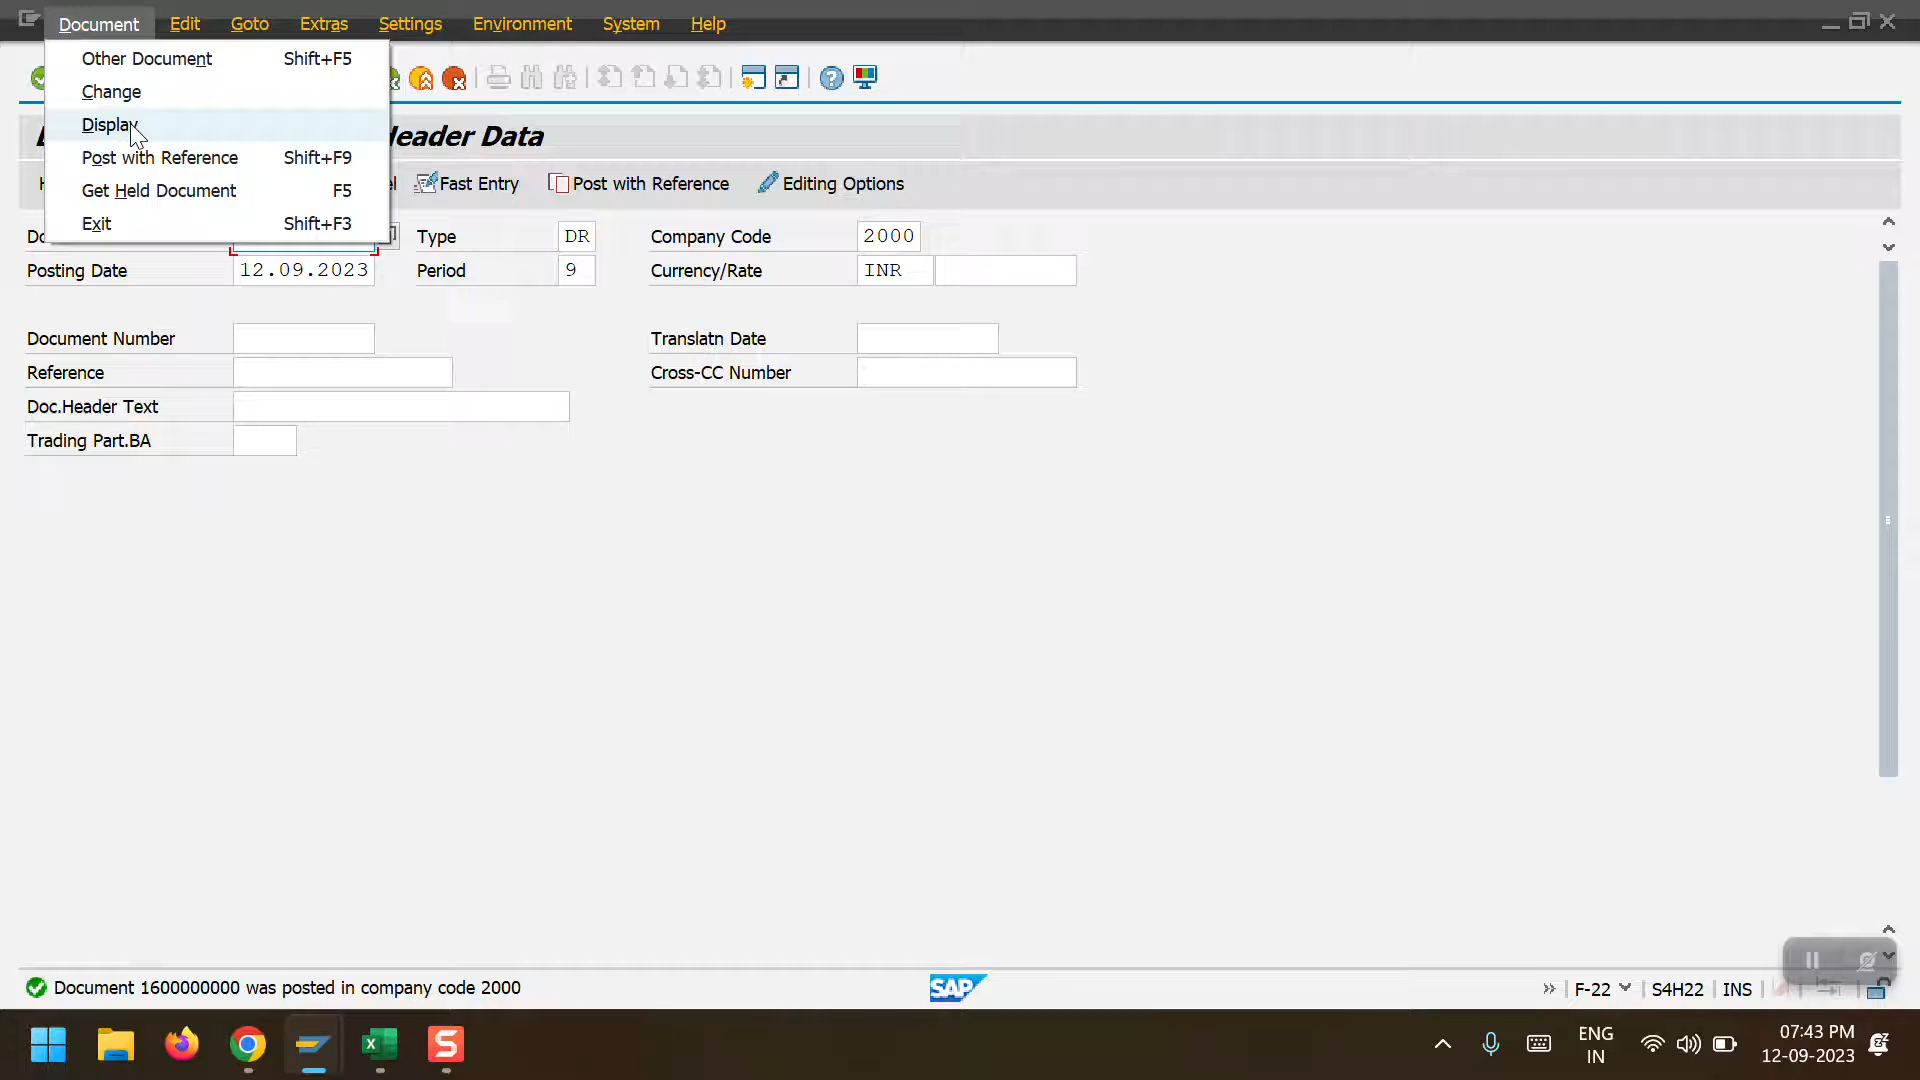 Document Edit Goto Extras Settings Environment System Help
Other Document Shift+F5
Change
Display
Post with Reference Shift+F9
Get Held Document F5
Exit Shift+F3
Header Data
Fast Entry Post with Reference Editing Options
Type DR Company Code 2000
Posting Date 12.09.2023 Period 9 Currency/Rate INR
Document Number Translatn Date
Reference Cross-CC Number
Doc.Header Text
Trading Part.BA
Document 1600000000 was posted in company code 2000 SAP F-22 S4H22 INS
ENG 07:43 PM
IN 12-09-2023